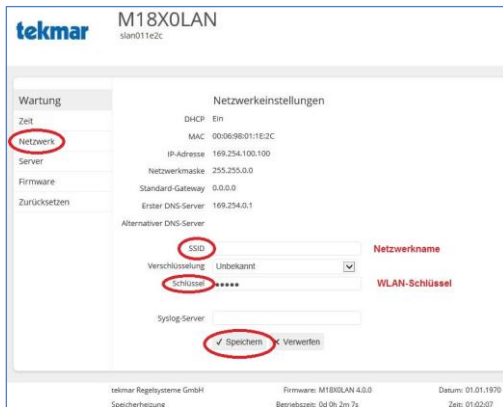 tekmar
M18X0LAN
slan011e2c
Wartung
Zeit
Netzwerk
Server
Firmware
Zurücksetzen
Netzwerkeinstellungen
DHCP Ein
MAC 00:06:98:01:1E:2C
IP-Adresse 169.254.100.100
Netzwerkmaske 255.255.0.0
Standard-Gateway 0.0.0.0
Erster DNS-Server 169.254.0.1
Alternativer DNS-Server
SSID Netzwerkname
Verschlüsselung Unbekannt
Schlüssel ••••• WLAN-Schlüssel
Syslog-Server
✓ Speichern × Verwerfen
tekmar Regelsysteme GmbH Firmware: M18X0LAN 4.0.0 Datum: 01.01.1970
Speicherheizung Betriebszeit: 0d 0h 2m 7s Zeit: 01:02:07